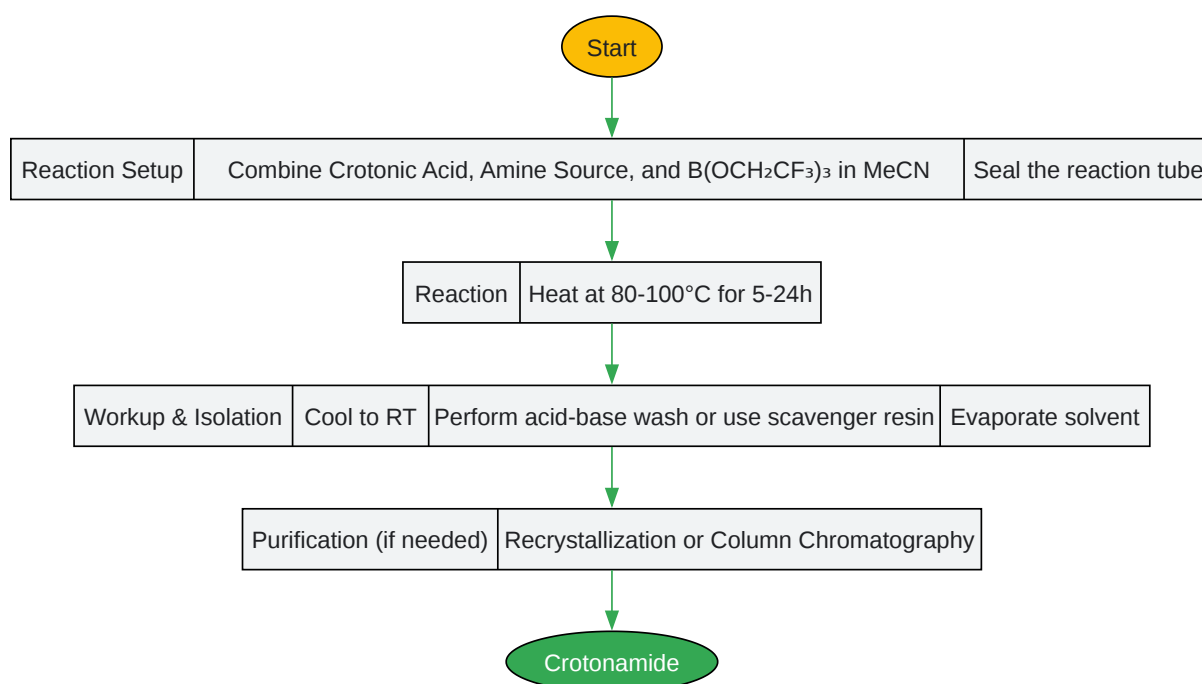 Start
Reaction Setup Combine Crotonic Acid, Amine Source, and B(OCH₂CF₃)₃ in MeCN Seal the reaction tube
Reaction Heat at 80-100°C for 5-24h
Workup & Isolation Cool to RT Perform acid-base wash or use scavenger resin Evaporate solvent
Purification (if needed) Recrystallization or Column Chromatography
Crotonamide